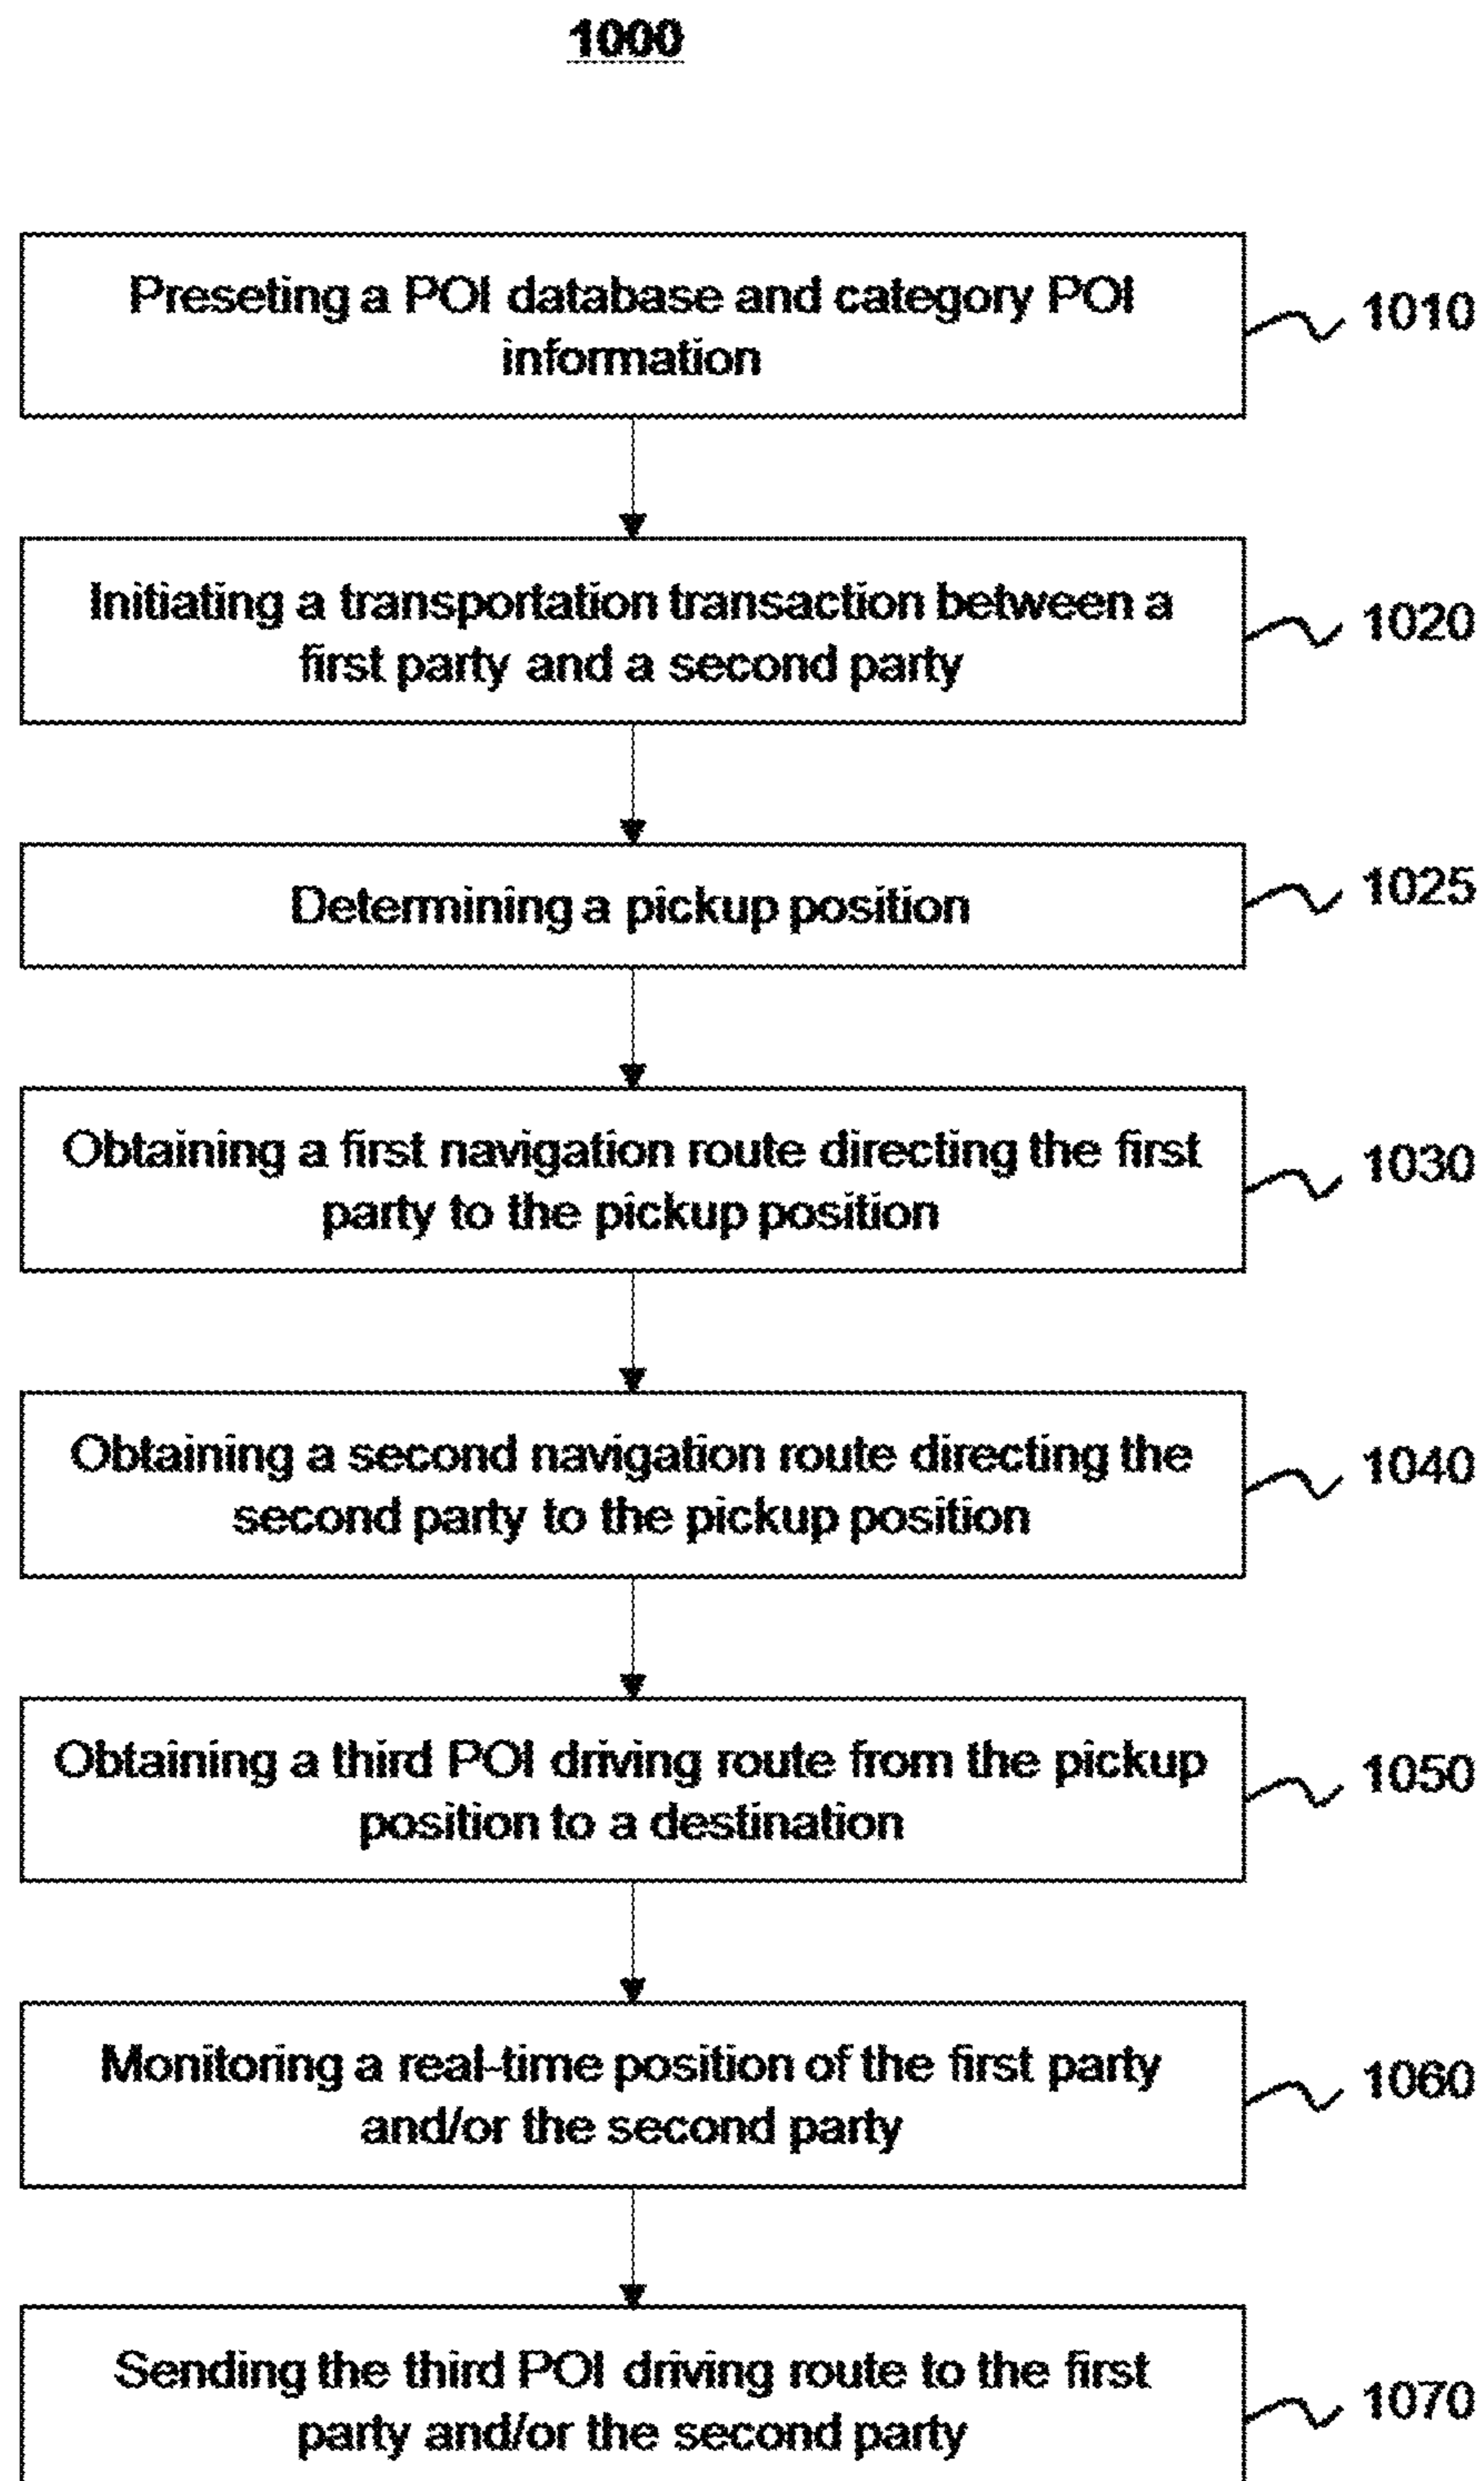 1000
Preseting a POI database and category POI
information
1010
Initiating a transportation transaction between a
first party and a second party
1020
Determining a pickup position
1025
Obtaining a first navigation route directing the first
party to the pickup position
1030
Obtaining a second navigation route directing the
second party to the pickup position
1040
Obtaining a third POI driving route from the pickup
position to a destination
1050
Monitoring a real-time position of the first party
and/or the second party
1060
Sending the third POI driving route to the first
party and/or the second party
1070